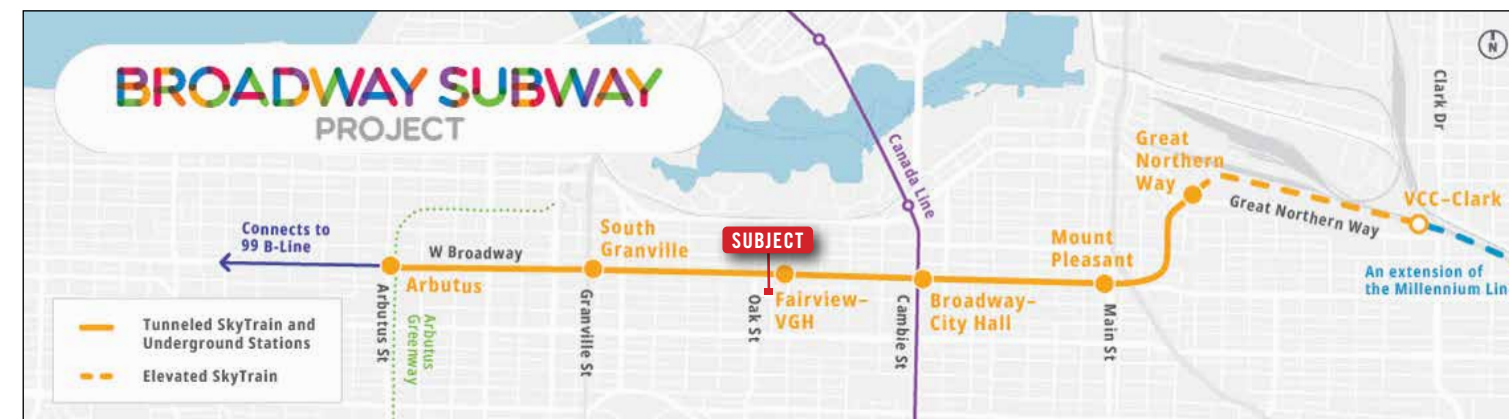 BROADWAY SUBWAY
PROJECT
N
Clark Dr
Canada Line
Great
Northern
Way
VCC–Clark
Great Northern Way
Connects to
99 B-Line
W Broadway
South
Granville
SUBJECT
Mount
Pleasant
An extension of
the Millennium Lin
Arbutus
Fairview–
VGH
Broadway–
City Hall
Arbutus St
Arbutus
Greenway
Granville St
Oak St
Cambie St
Main St
Tunneled SkyTrain and
Underground Stations
Elevated SkyTrain